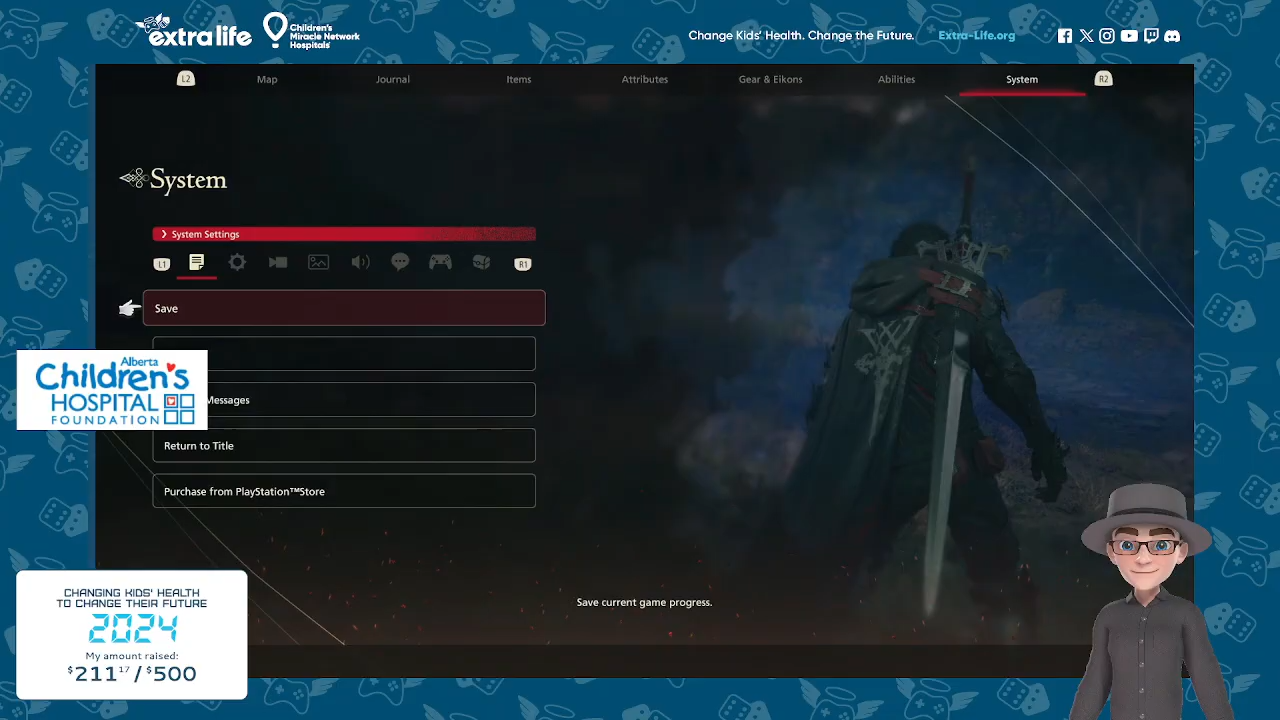 extra life
Children's
Miracle Network
Hospitals
Change Kids' Health. Change the Future.
Extra-Life.org
L2
Map
Journal
Items
Attributes
Gear & Eikons
Abilities
System
R2
System
System Settings
L1
R1
Save
Messages
Return to Title
Purchase from PlayStation™Store
Save current game progress.
Alberta
Children's
HOSPITAL
FOUNDATION
CHANGING KIDS' HEALTH
TO CHANGE THEIR FUTURE
2024
My amount raised:
$211.17 / $500